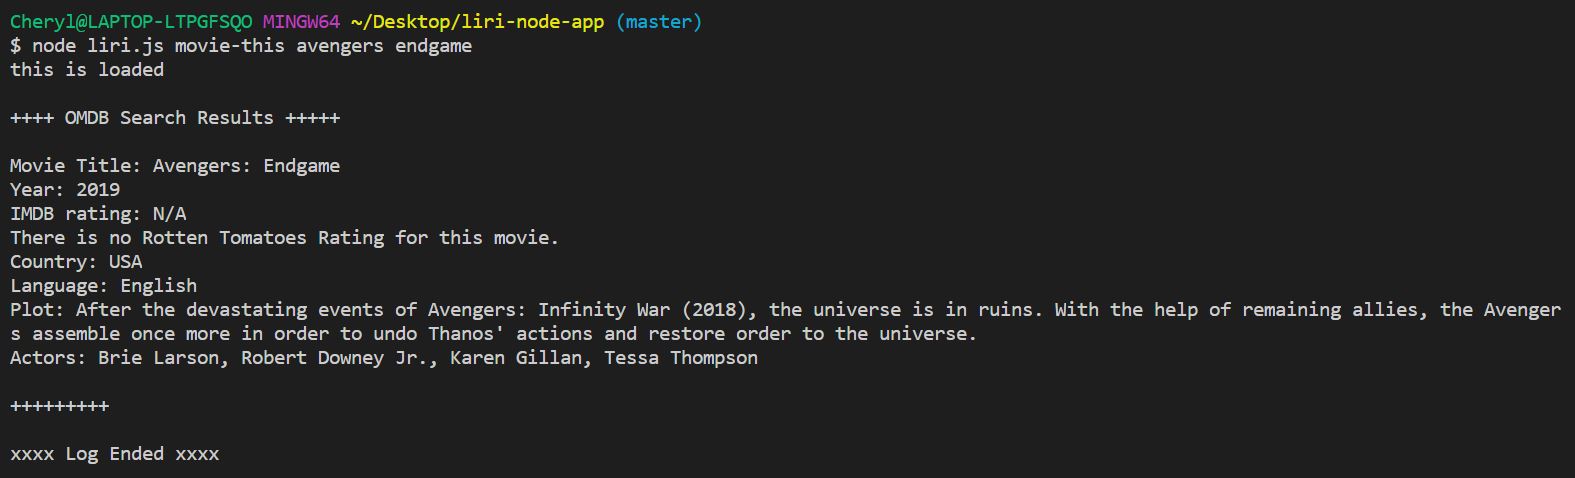 Cheryl@LAPTOP-LTPGFSQO MINGW64 ~/Desktop/liri-node-app (master)
$ node liri.js movie-this avengers endgame
this is loaded
++++ OMDB Search Results +++++
Movie Title: Avengers: Endgame
Year: 2019
IMDB rating: N/A
There is no Rotten Tomatoes Rating for this movie.
Country: USA
Language: English
Plot: After the devastating events of Avengers: Infinity War (2018), the universe is in ruins. With the help of remaining allies, the Avenger
s assemble once more in order to undo Thanos' actions and restore order to the universe.
Actors: Brie Larson, Robert Downey Jr., Karen Gillan, Tessa Thompson
+++++++++
xxxx Log Ended xxxx